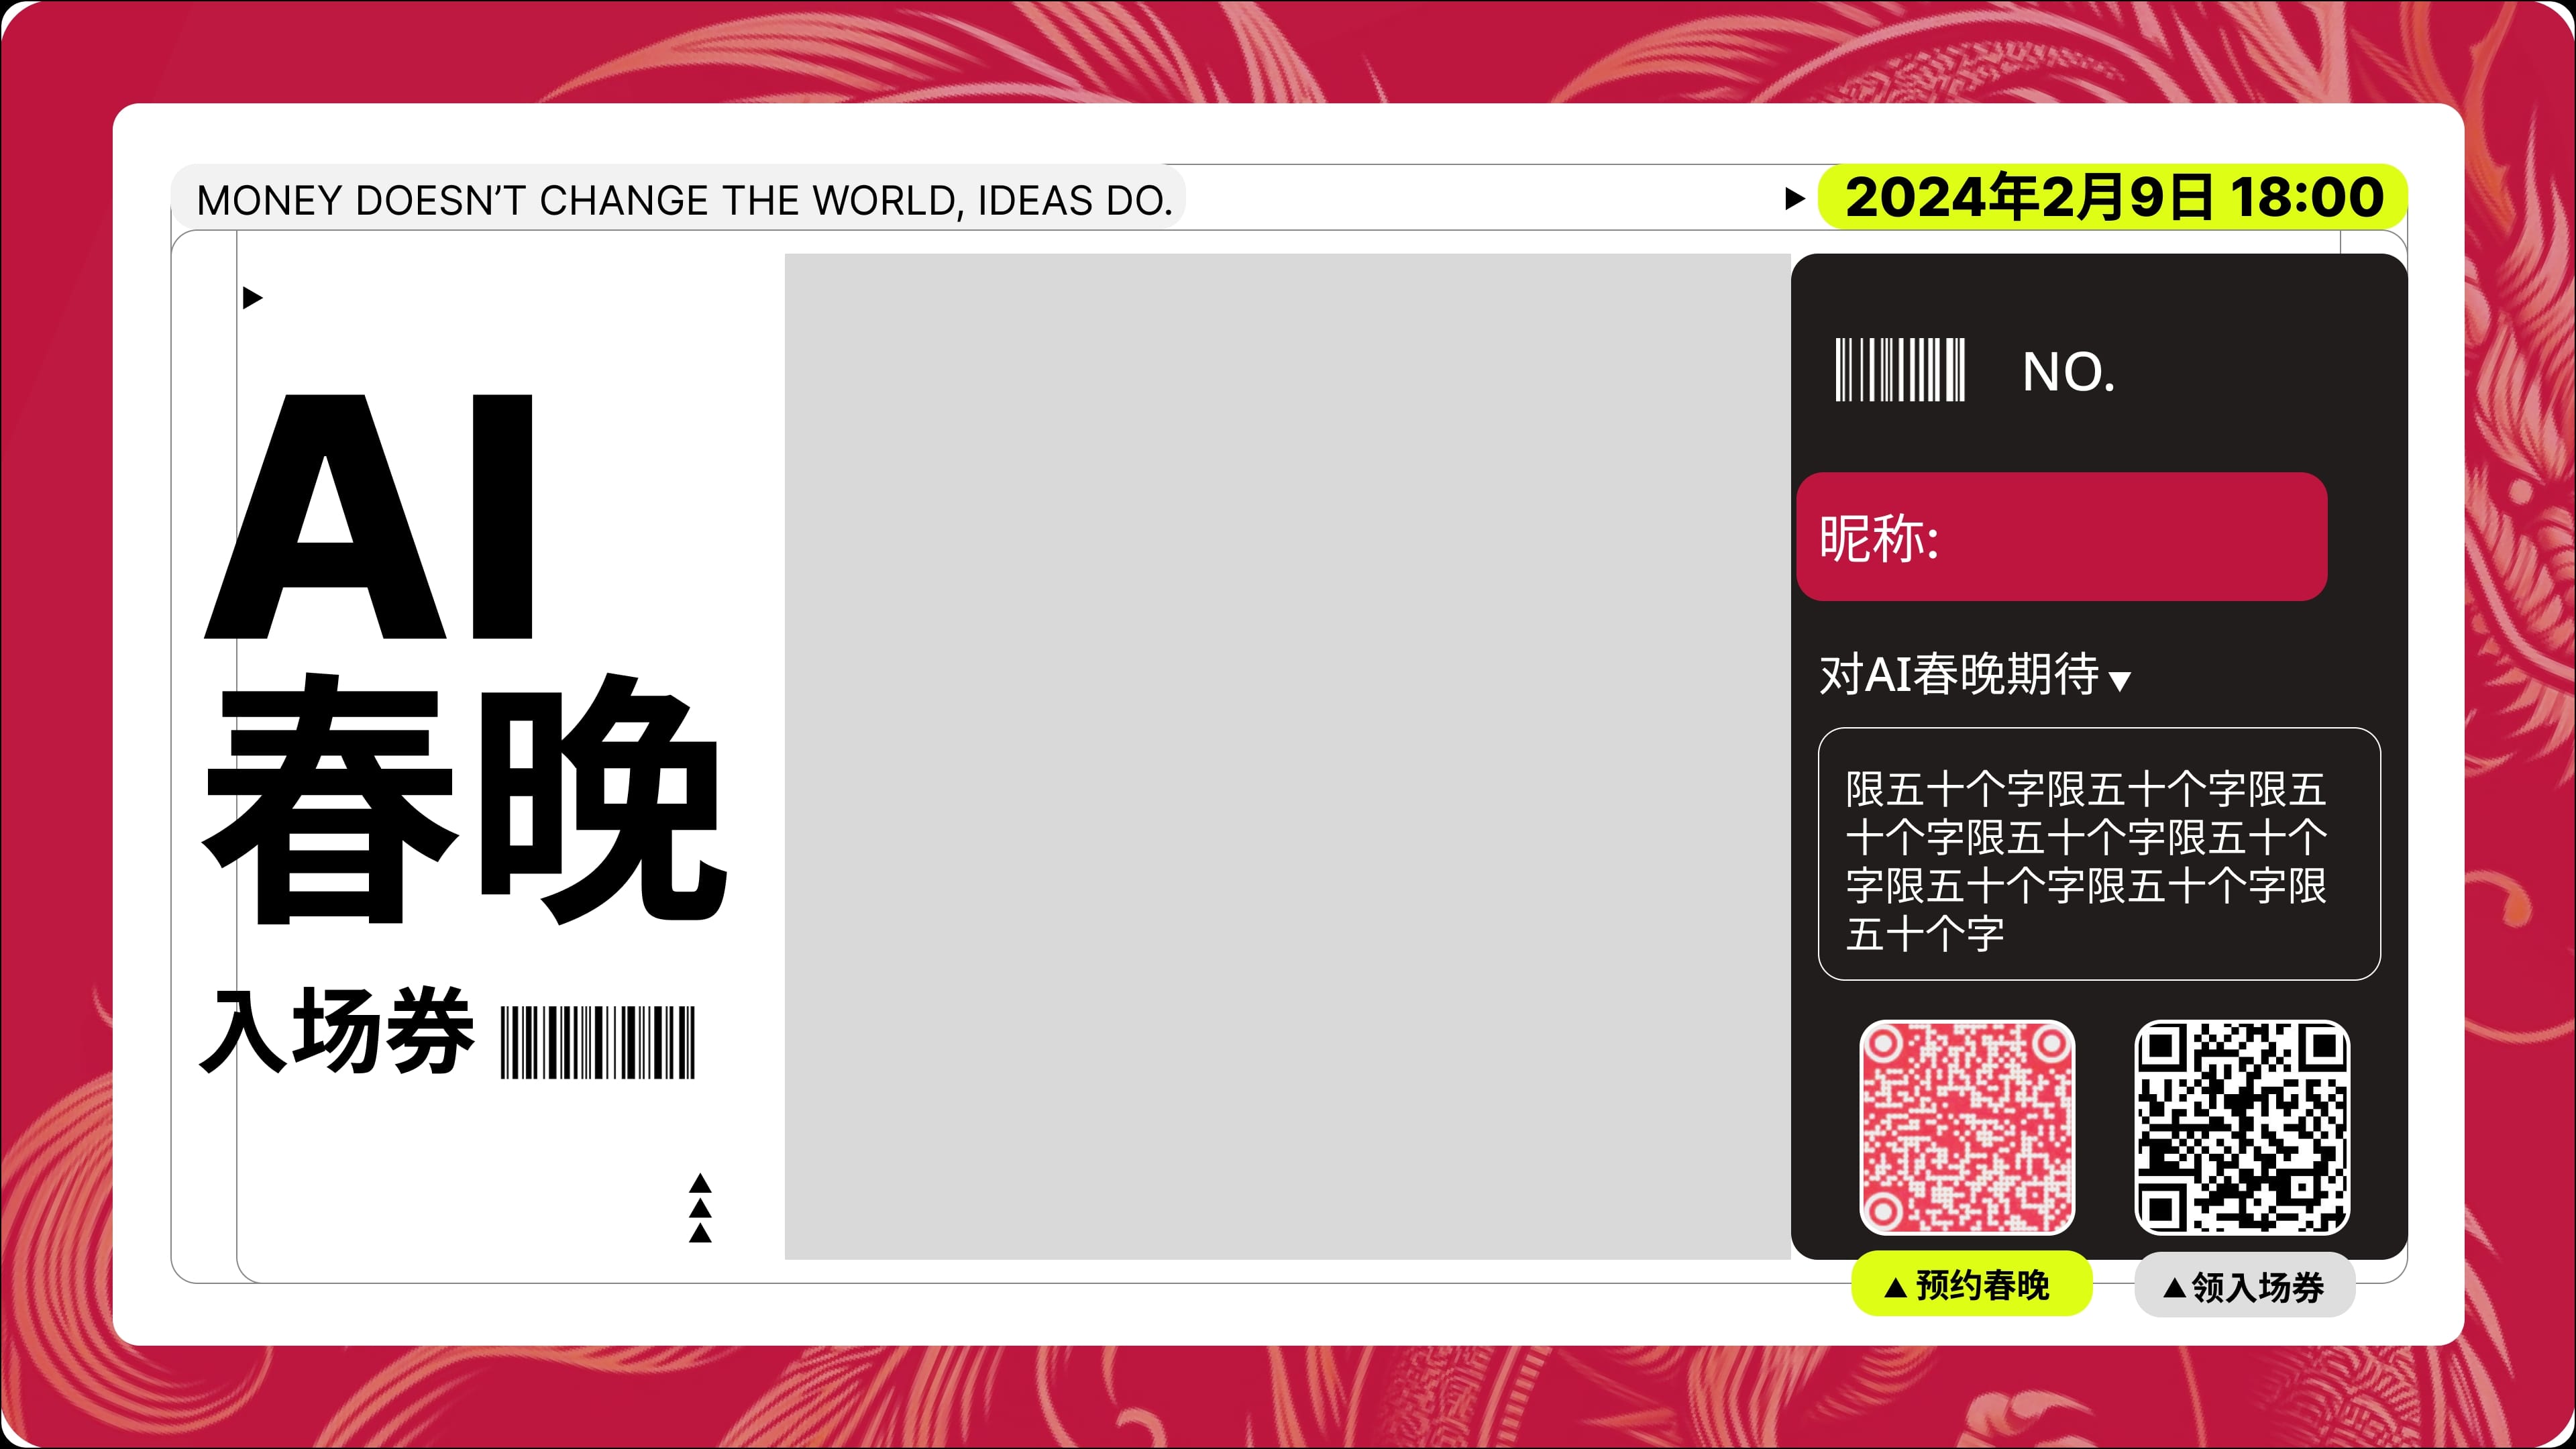 MONEY DOESN’T CHANGE THE WORLD, IDEAS DO.
2024年2月9日 18:00
AI
春晚
入场券
NO.
昵称:
对AI春晚期待
限五十个字限五十个字限五
十个字限五十个字限五十个
字限五十个字限五十个字限
五十个字
预约春晚
领入场券